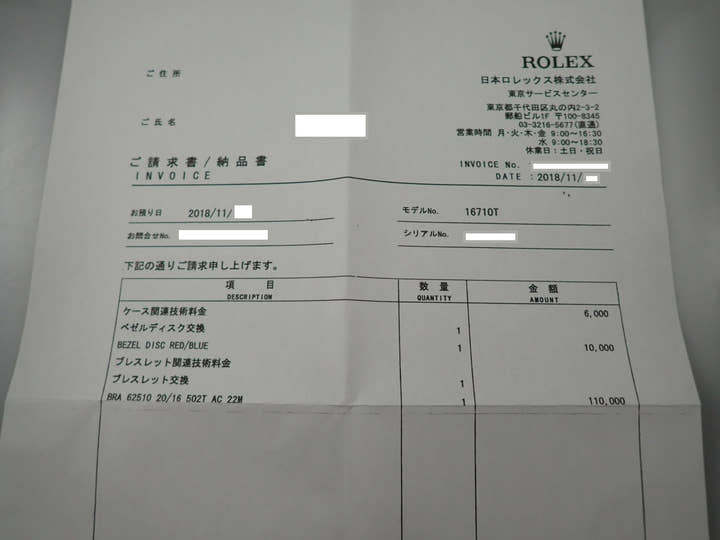 ROLEX
日本ロレックス株式会社
東京サービスセンター
東京都千代田区丸の内2-3-2
郵船ビル1F 〒100-8345
03-3216-5677(直通)
営業時間 月・火・木・金 9:00~16:30
水 9:00~18:30
休業日：土日・祝日
ご住所
ご氏名
ご請求書/納品書
INVOICE
INVOICE No. :
DATE : 2018/11/
お預り日 2018/11/
モデルNo. 16710T
お問合せNo.
シリアルNo.
下記の通りご請求申し上げます。
項目 数量 金額
DESCRIPTION QUANTITY AMOUNT
ケース関連技術料金 6,000
ベゼルディスク交換 1
BEZEL DISC RED/BLUE 1 10,000
ブレスレット関連技術料金
ブレスレット交換 1
BRA 62510 20/16 502T AC 22M 1 110,000